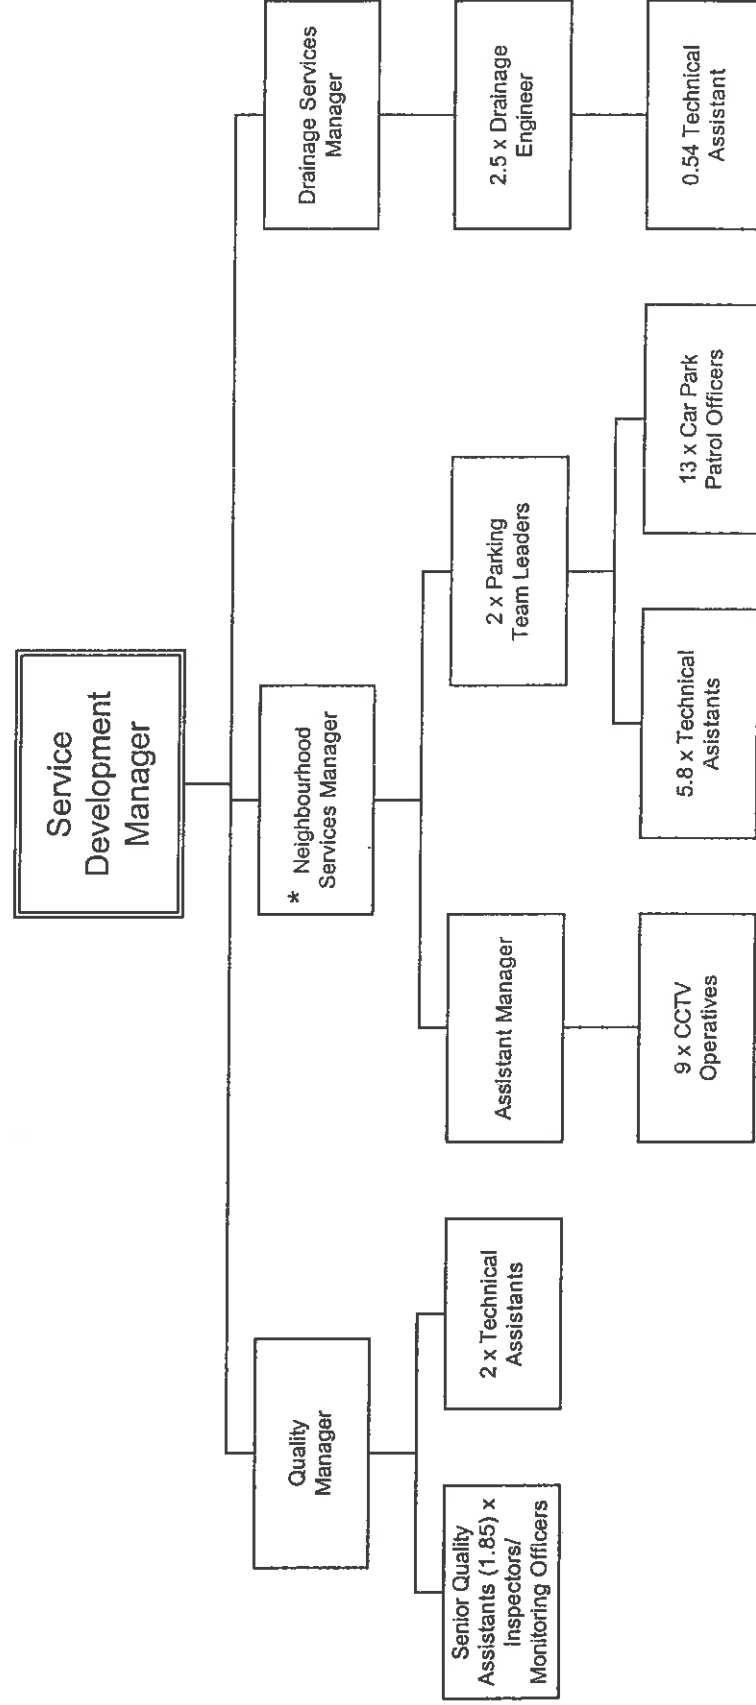 Service
Development
Manager
Quality
Manager
* Neighbourhood
Services Manager
Drainage Services
Manager
Senior Quality
Assistants (1.85) x
Inspectors/
Monitoring Officers
2 x Technical
Assistants
Assistant Manager
2 x Parking
Team Leaders
2.5 x Drainage
Engineer
9 x CCTV
Operatives
5.8 x Technical
Asistants
13 x Car Park
Patrol Officers
0.54 Technical
Assistant